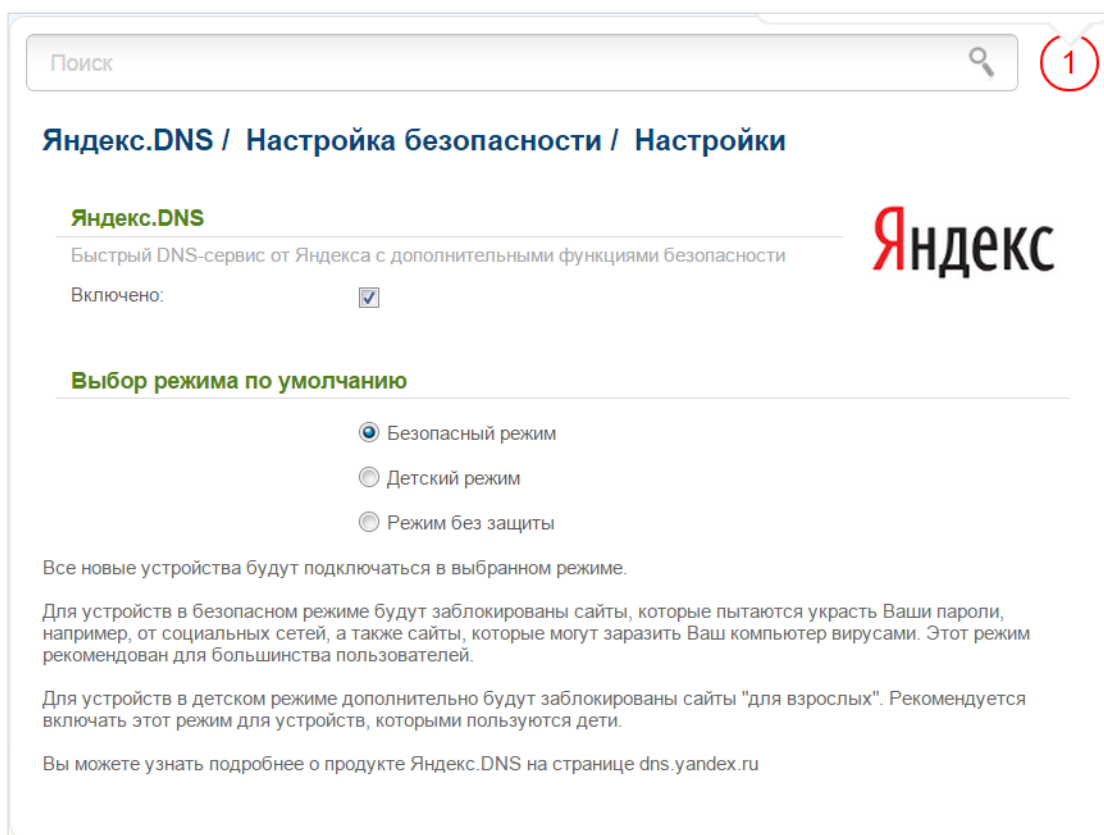 Поиск
1
Яндекс.DNS / Настройка безопасности / Настройки
Яндекс.DNS
Яндекс
Быстрый DNS-сервис от Яндекса с дополнительными функциями безопасности
Включено:
Выбор режима по умолчанию
Безопасный режим
Детский режим
Режим без защиты
Все новые устройства будут подключаться в выбранном режиме.
Для устройств в безопасном режиме будут заблокированы сайты, которые пытаются украсть Ваши пароли,
например, от социальных сетей, а также сайты, которые могут заразить Ваш компьютер вирусами. Этот режим
рекомендован для большинства пользователей.
Для устройств в детском режиме дополнительно будут заблокированы сайты "для взрослых". Рекомендуется
включать этот режим для устройств, которыми пользуются дети.
Вы можете узнать подробнее о продукте Яндекс.DNS на странице dns.yandex.ru